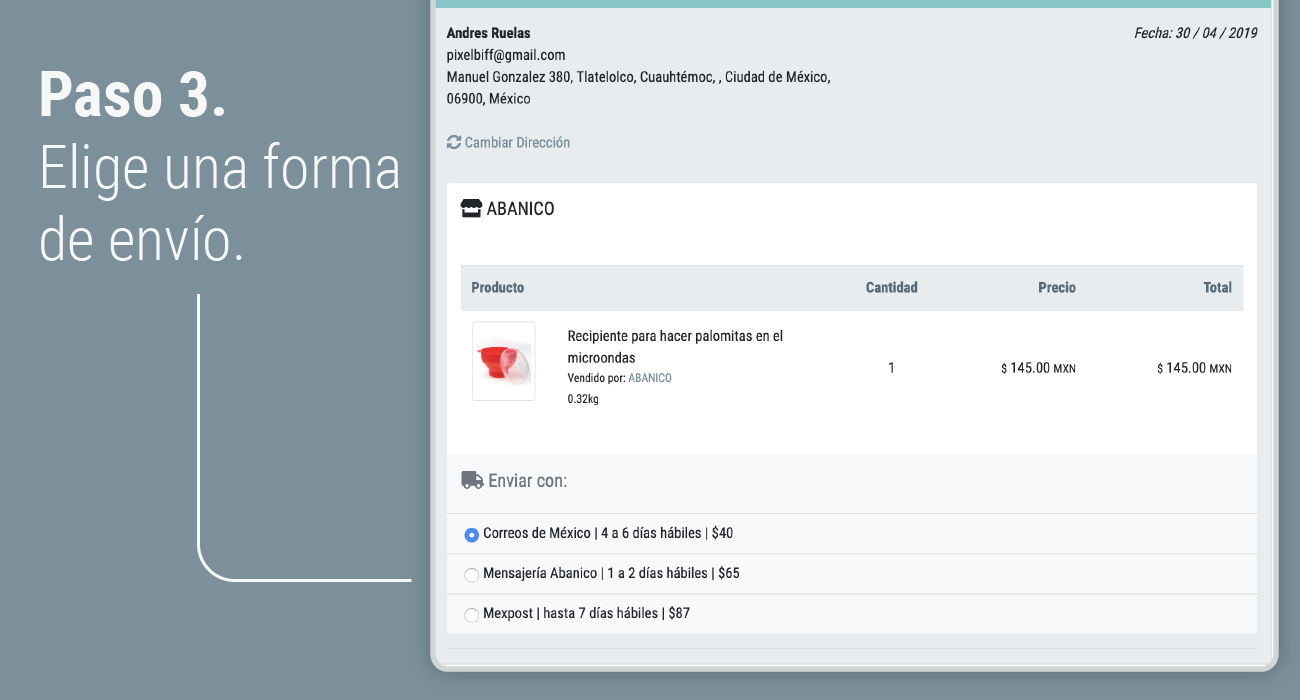 Paso 3.
Elige una forma
de envío.
Andres Ruelas
Fecha: 30 / 04 / 2019
pixelbiff@gmail.com
Manuel Gonzalez 380, Tlatelolco, Cuauhtémoc, , Ciudad de México,
06900, México
Cambiar Dirección
ABANICO
Producto Cantidad Precio Total
Recipiente para hacer palomitas en el
microondas
Vendido por: ABANICO
0.32kg
1 $ 145.00 MXN $ 145.00 MXN
Enviar con:
Correos de México | 4 a 6 días hábiles | $40
Mensajería Abanico | 1 a 2 días hábiles | $65
Mexpost | hasta 7 días hábiles | $87